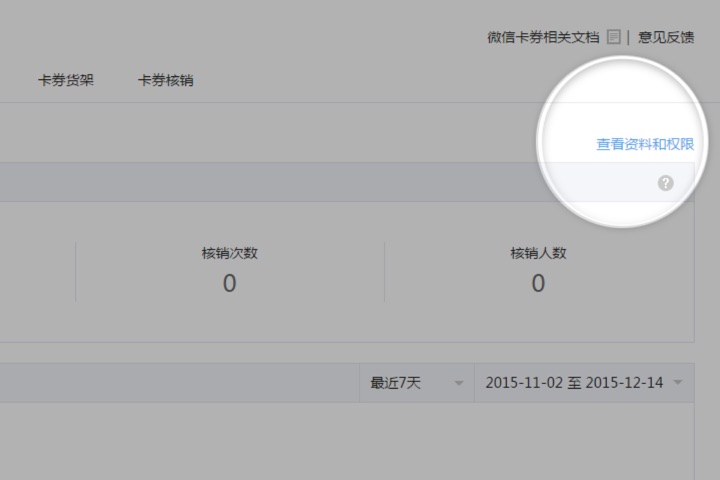 微信卡券相关文档 | 意见反馈
卡券货架 卡券核销
查看资料和权限
?
核销次数 核销人数
0 0
最近7天 2015-11-02 至 2015-12-14